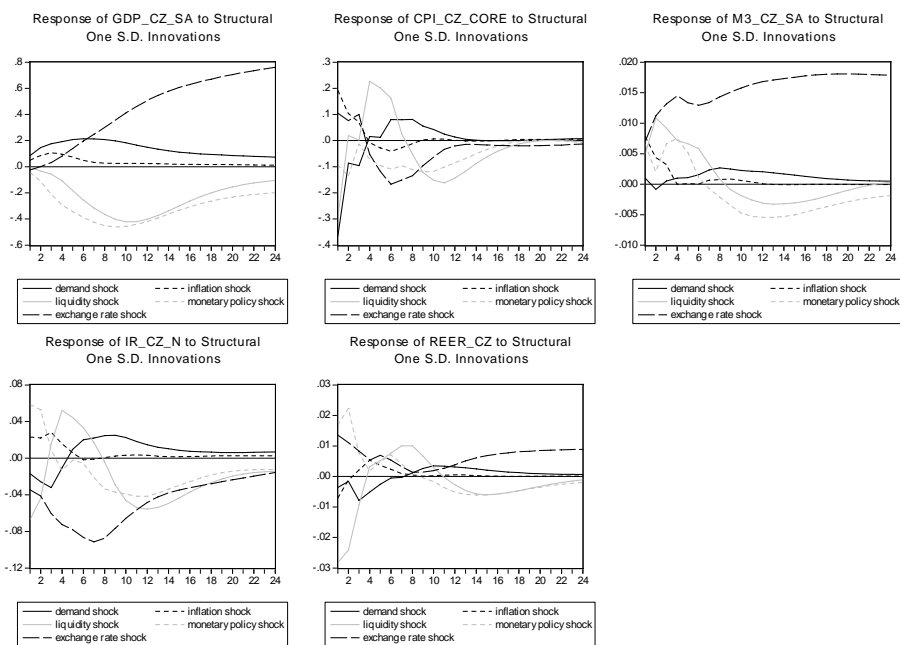 Response of GDP_CZ_SA to Structural
One S.D. Innovations
.8
.6
.4
.2
.0
-.2
-.4
-.6
2 4 6 8 10 12 14 16 18 20 22 24
demand shock inflation shock
liquidity shock monetary policy shock
exchange rate shock
Response of CPI_CZ_CORE to Structural
One S.D. Innovations
.3
.2
.1
.0
-.1
-.2
-.3
-.4
2 4 6 8 10 12 14 16 18 20 22 24
demand shock inflation shock
liquidity shock monetary policy shock
exchange rate shock
Response of M3_CZ_SA to Structural
One S.D. Innovations
.020
.015
.010
.005
.000
-.005
-.010
2 4 6 8 10 12 14 16 18 20 22 24
demand shock inflation shock
liquidity shock monetary policy shock
exchange rate shock
Response of IR_CZ_N to Structural
One S.D. Innovations
.08
.04
.00
-.04
-.08
-.12
2 4 6 8 10 12 14 16 18 20 22 24
demand shock inflation shock
liquidity shock monetary policy shock
exchange rate shock
Response of REER_CZ to Structural
One S.D. Innovations
.03
.02
.01
.00
-.01
-.02
-.03
2 4 6 8 10 12 14 16 18 20 22 24
demand shock inflation shock
liquidity shock monetary policy shock
exchange rate shock